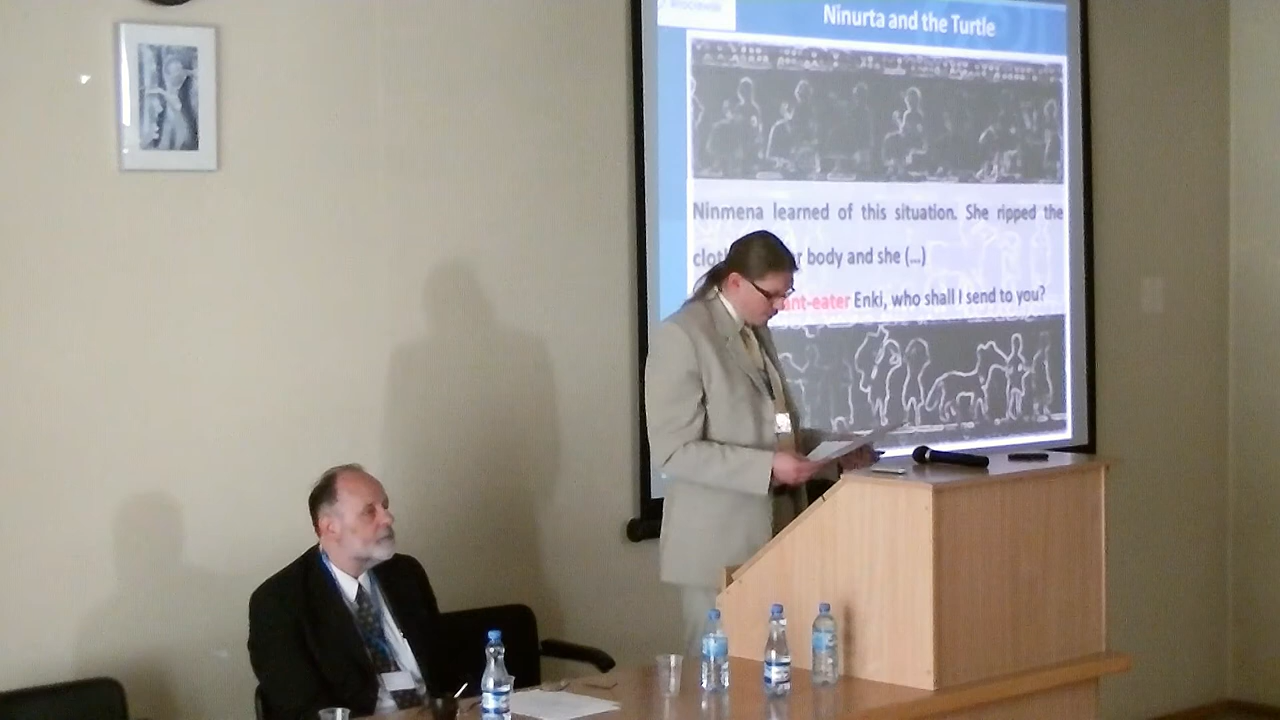 Ninurta and the Turtle
Ninmena learned of this situation. She ripped the
body and she (...)
ant-eater Enki, who shall I send to you?